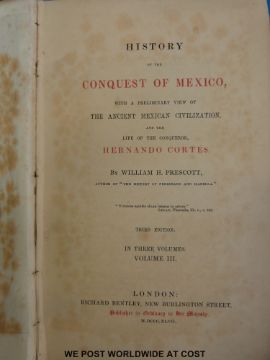 HISTORY
OF THE
CONQUEST OF MEXICO,
WITH A PRELIMINARY VIEW OF
THE ANCIENT MEXICAN CIVILIZATION,
AND THE
LIFE OF THE CONQUEROR,
HERNANDO CORTES.
BY WILLIAM H. PRESCOTT,
AUTHOR OF "THE HISTORY OF FERDINAND AND ISABELLA."
THIRD EDITION.
IN THREE VOLUMES.
VOLUME III.
LONDON:
RICHARD BENTLEY, NEW BURLINGTON STREET,
Publisher in Ordinary to Her Majesty.
WE POST WORLDWIDE AT COST